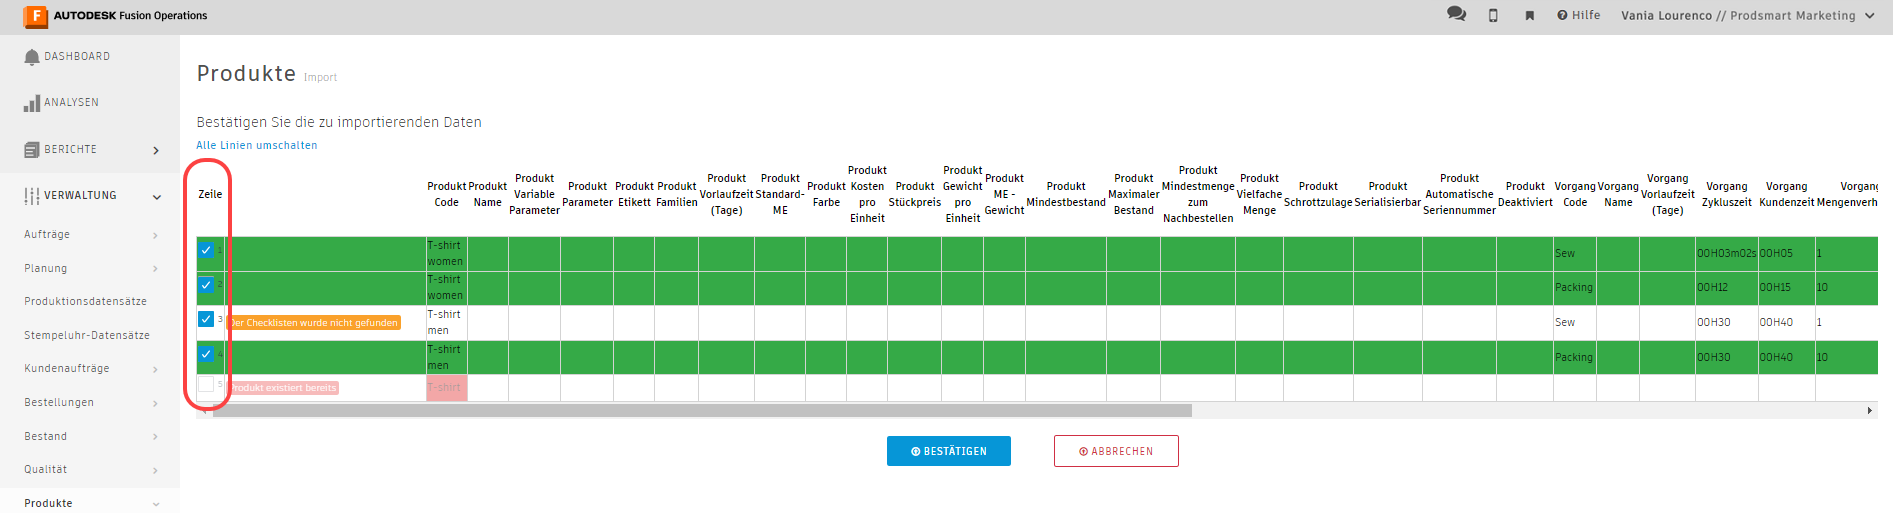 F AUTODESK Fusion Operations
Hilfe
Vania Lourenco // Prodsmart Marketing
DASHBOARD
ANALYSEN
BERICHTE
VERWALTUNG
Aufträge
Planung
Produktionsdatensätze
Stempeluhr-Datensätze
Kundenaufträge
Bestellungen
Bestand
Qualität
Produkte
Produkte Import
Bestätigen Sie die zu importierenden Daten
Alle Linien umschalten
Zeile
Produkt
Code
Produkt
Name
Produkt
Variable
Parameter
Produkt
Parameter
Produkt
Etikett
Produkt
Familien
Produkt
Vorlaufzeit
(Tage)
Produkt
Standard-
ME
Produkt
Farbe
Produkt
Kosten
pro
Einheit
Produkt
Stückpreis
Produkt
Gewicht
pro
Einheit
Produkt
ME -
Gewicht
Produkt
Mindestbestand
Produkt
Maximaler
Bestand
Produkt
Mindestmenge
zum
Nachbestellen
Produkt
Vielfache
Menge
Produkt
Schrottzulage
Produkt
Serialisierbar
Produkt
Automatische
Seriennummer
Produkt
Deaktiviert
Vorgang
Code
Vorgang
Name
Vorgang
Vorlaufzeit
(Tage)
Vorgang
Zykluszeit
Vorgang
Kundenzeit
Vorgang
Mengenverh
1
T-shirt
women
Sew
00H03m02s
00H05
1
2
T-shirt
women
Packing
00H12
00H15
10
3
Der Checklisten wurde nicht gefunden
T-shirt
men
Sew
00H30
00H40
1
4
T-shirt
men
Packing
00H30
00H40
10
5
Produkt existiert bereits
T-shirt
BESTÄTIGEN
ABBRECHEN